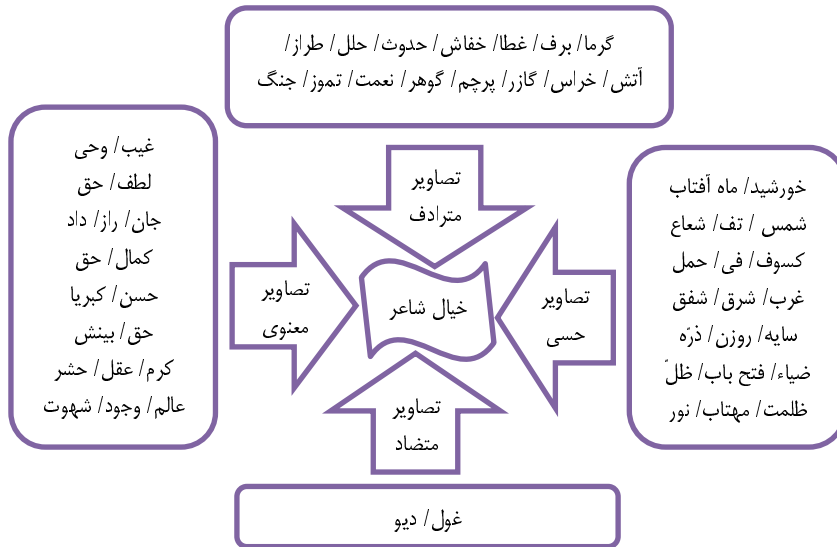 گرما/ برف/ غطا/ خفاش/ حدوث/ حلل/ طراز/
آتش/ خراس/ گازر/ پرچم/ گوهر/ نعمت/ تموز/ جنگ
خورشید/ ماه آفتاب
شمس / تف/ شعاع
کسوف/ فی/ حمل
غرب/ شرق/ شفق
سایه/ روزن/ ذرّه
ضیاء/ فتح باب/ ظلّ
ظلمت/ مهتاب/ نور
تصاویر
مترادف
تصاویر
حسی
خیال شاعر
تصاویر
معنوی
تصاویر
متضاد
غیب/ وحی
لطف/ حق
جان/ راز/ داد
کمال/ حق
حسن/ کبریا
حق/ بینش
کرم/ عقل/ حشر
عالم/ وجود/ شهوت
غول/ دیو